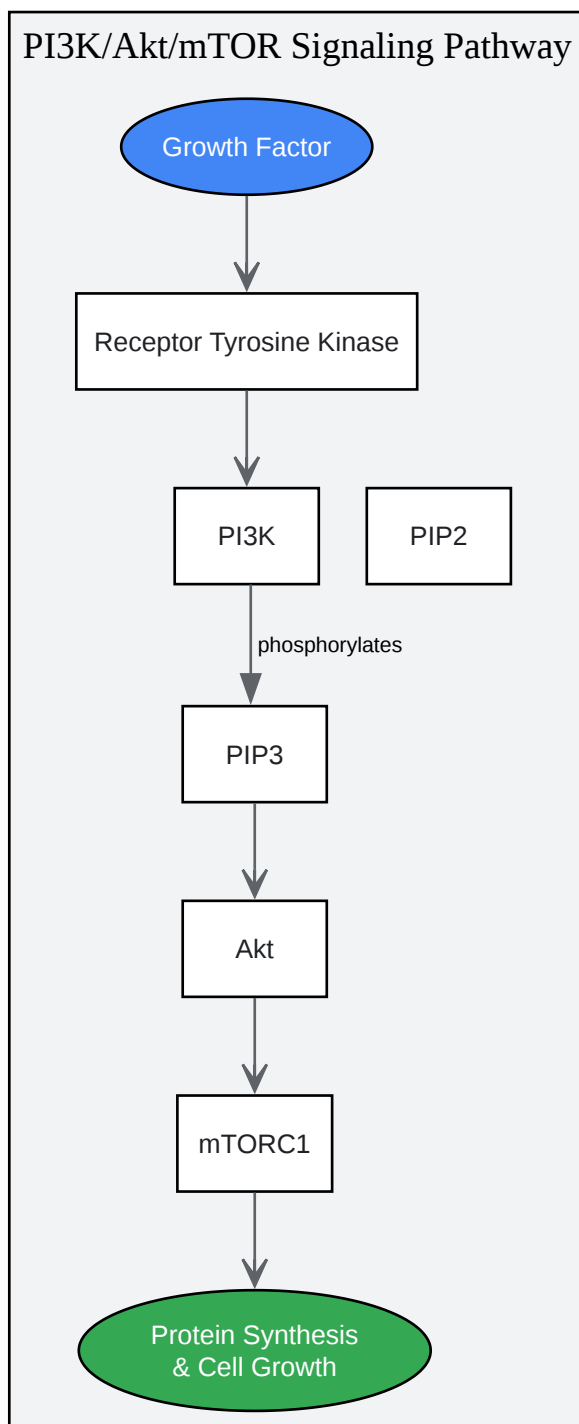 PI3K/Akt/mTOR Signaling Pathway
Growth Factor
Receptor Tyrosine Kinase
PI3K
PIP2
phosphorylates
PIP3
Akt
mTORC1
Protein Synthesis
& Cell Growth